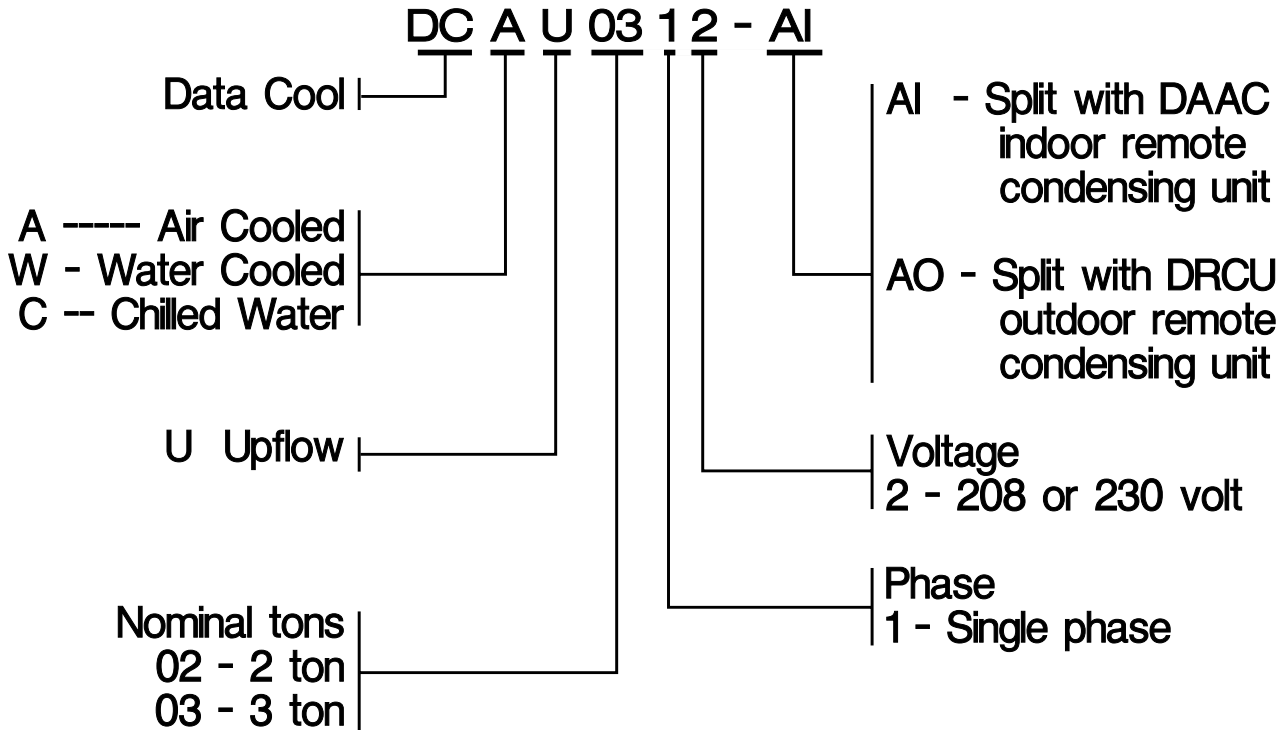 DC A U 03 1 2 - AI
Data Cool
A ----- Air Cooled
W - Water Cooled
C -- Chilled Water
U Upflow
Nominal tons
02 - 2 ton
03 - 3 ton
AI - Split with DAAC
indoor remote
condensing unit
AO - Split with DRCU
outdoor remote
condensing unit
Voltage
2 - 208 or 230 volt
Phase
1 - Single phase